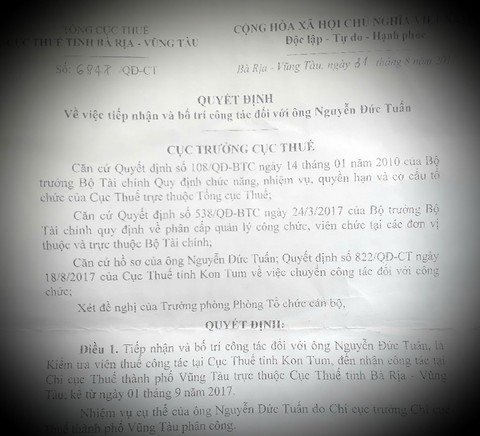 TỔNG CỤC THUẾ
CỤC THUẾ TỈNH BÀ RỊA - VŨNG TÀU
Số: 6848 /QĐ-CT
CỘNG HÒA XÃ HỘI CHỦ NGHĨA VIỆT
Độc lập - Tự do - Hạnh phúc
Bà Rịa - Vũng Tàu, ngày 31 tháng 8 năm
QUYẾT ĐỊNH
Về việc tiếp nhận và bố trí công tác đối với ông Nguyễn Đức Tuấn
CỤC TRƯỞNG CỤC THUẾ
Căn cứ Quyết định số 108/QĐ-BTC ngày 14 tháng 01 năm 2010 của Bộ
trưởng Bộ Tài chính Quy định chức năng, nhiệm vụ, quyền hạn và cơ cấu tổ
chức của Cục Thuế trực thuộc Tổng cục Thuế;
Căn cứ Quyết định số 538/QĐ-BTC ngày 24/3/2017 của Bộ trưởng Bộ
Tài chính quy định về phân cấp quản lý công chức, viên chức tại các đơn vị
thuộc và trực thuộc Bộ Tài chính;
Căn cứ hồ sơ của ông Nguyễn Đức Tuấn; Quyết định số 822/QĐ-CT ngày
18/8/2017 của Cục Thuế tỉnh Kon Tum về việc chuyển công tác đối với công
chức;
Xét đề nghị của Trưởng phòng Phòng Tổ chức cán bộ,
QUYẾT ĐỊNH:
Điều 1. Tiếp nhận và bố trí công tác đối với ông Nguyễn Đức Tuấn, là
Kiểm tra viên thuế công tác tại Cục Thuế tỉnh Kon Tum, đến nhận công tác tại
Chi cục Thuế thành phố Vũng Tàu trực thuộc Cục Thuế tỉnh Bà Rịa - Vũng
Tàu; kể từ ngày 01 tháng 9 năm 2017.
Nhiệm vụ cụ thể của ông Nguyễn Đức Tuấn do Chi cục trưởng Chi cục
Thuế thành phố Vũng Tàu phân công.